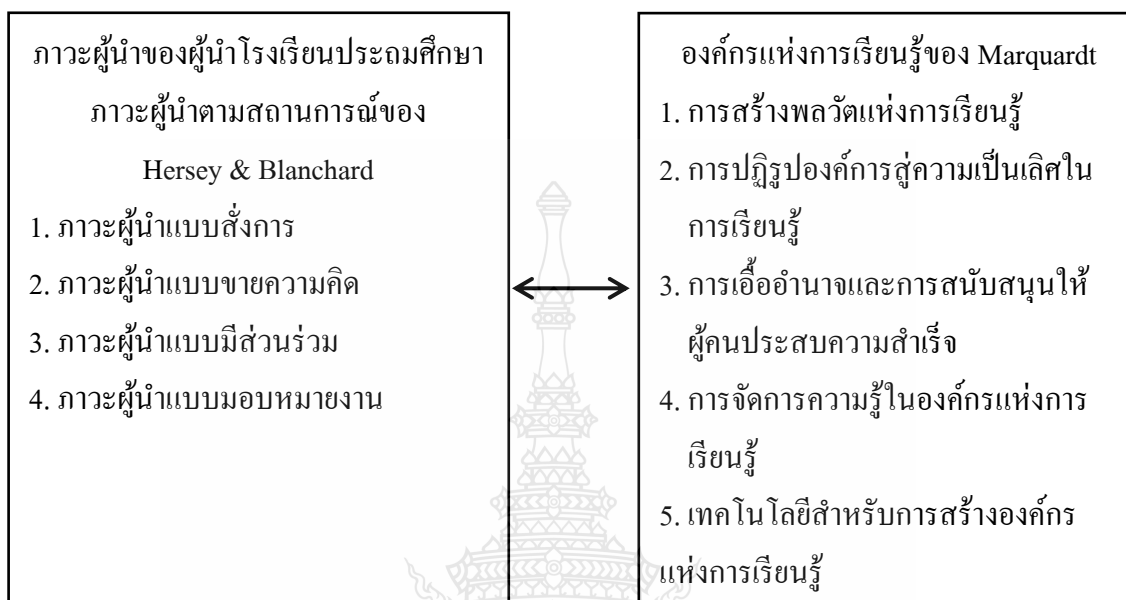 ภาวะผู้นำของผู้นำโรงเรียนประถมศึกษา
ภาวะผู้นำตามสถานการณ์ของ
Hersey & Blanchard
1. ภาวะผู้นำแบบสั่งการ
2. ภาวะผู้นำแบบขายความคิด
3. ภาวะผู้นำแบบมีส่วนร่วม
4. ภาวะผู้นำแบบมอบหมายงาน
องค์กรแห่งการเรียนรู้ของ Marquardt
1. การสร้างพลวัตแห่งการเรียนรู้
2. การปฏิรูปองค์การสู่ความเป็นเลิศใน
การเรียนรู้
3. การเอื้ออำนาจและการสนับสนุนให้
ผู้คนประสบความสำเร็จ
4. การจัดการความรู้ในองค์กรแห่งการ
เรียนรู้
5. เทคโนโลยีสำหรับการสร้างองค์กร
แห่งการเรียนรู้